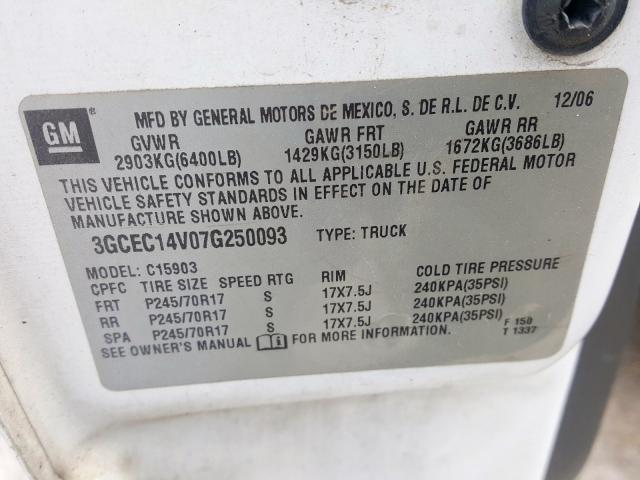 GM
MFD BY GENERAL MOTORS DE MEXICO, S. DE R.L. DE C.V. 12/06
GVWR GAWR FRT GAWR RR
2903KG(6400LB) 1429KG(3150LB) 1672KG(3686LB)
THIS VEHICLE CONFORMS TO ALL APPLICABLE U.S. FEDERAL MOTOR
VEHICLE SAFETY STANDARDS IN EFFECT ON THE DATE OF
MANUFACTURE SHOWN ABOVE.
3GCEC14V07G250093 TYPE: TRUCK
MODEL: C15903
CPFC TIRE SIZE SPEED RTG RIM COLD TIRE PRESSURE
FRT P245/70R17 S 17X7.5J 240KPA(35PSI)
RR P245/70R17 S 17X7.5J 240KPA(35PSI)
SPA P245/70R17 S 17X7.5J 240KPA(35PSI)
SEE OWNER'S MANUAL FOR MORE INFORMATION.
F 150
T 1337